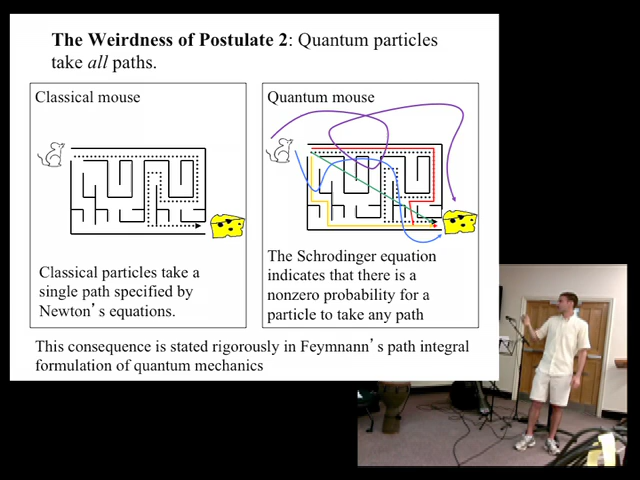 The Weirdness of Postulate 2: Quantum particles
take all paths.
Classical mouse
Classical particles take a
single path specified by
Newton’s equations.
Quantum mouse
The Schrodinger equation
indicates that there is a
nonzero probability for a
particle to take any path
This consequence is stated rigorously in Feymnann’s path integral
formulation of quantum mechanics